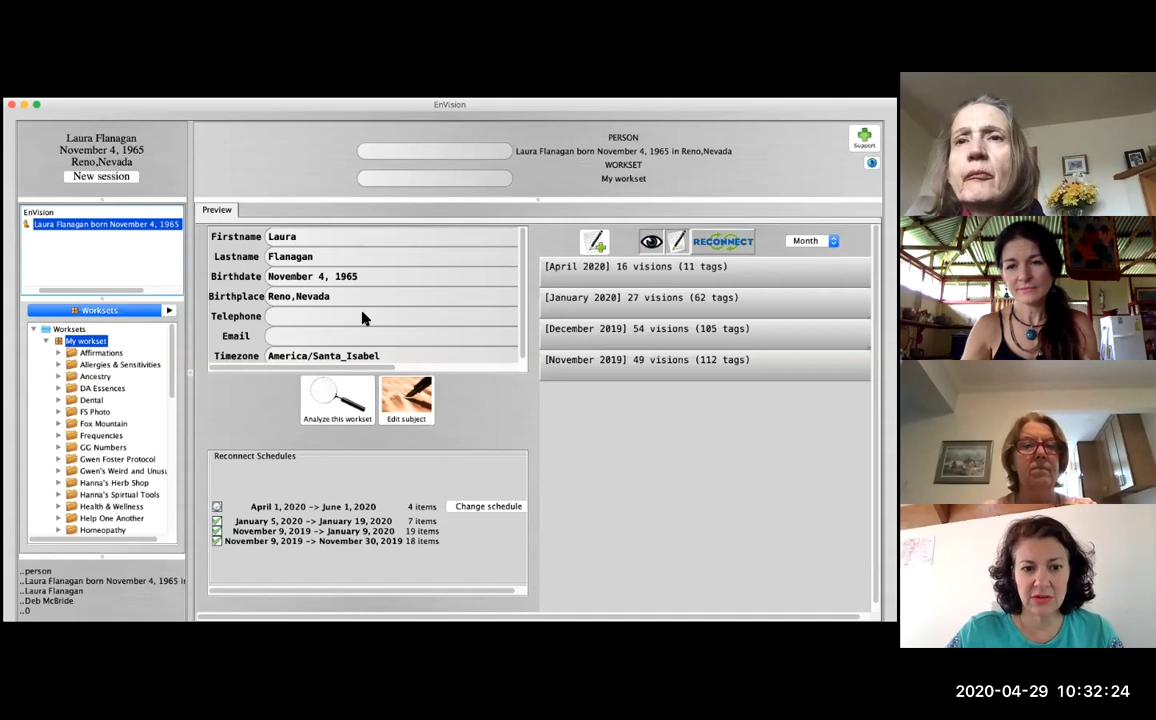 EnVision
Laura Flanagan
November 4, 1965
Reno,Nevada
New session
PERSON
Laura Flanagan born November 4, 1965 in Reno,Nevada
WORKSET
My workset
Support
EnVision
Laura Flanagan born November 4, 1965
Worksets
Worksets
My workset
Affirmations
Allergies & Sensitivities
Ancestry
DA Essences
Dental
FS Photo
Fox Mountain
Frequencies
GG Numbers
Gwen Foster Protocol
Gwen's Weird and Unusu
Hanna's Herb Shop
Hanna's Spirtual Tools
Health & Wellness
Help One Another
Homeopathy
..person
..Laura Flanagan born November 4, 1965 in
..Laura Flanagan
..Deb McBride
..0
Preview
Firstname Laura
Lastname Flanagan
Birthdate November 4, 1965
Birthplace Reno,Nevada
Telephone
Email
Timezone America/Santa_Isabel
Analyze this workset
Edit subject
Reconnect Schedules
April 1, 2020 -> June 1, 2020 4 items Change schedule
January 5, 2020 -> January 19, 2020 7 items
November 9, 2019 -> January 9, 2020 19 items
November 9, 2019 -> November 30, 2019 18 items
RECONNECT
Month
[April 2020] 16 visions (11 tags)
[January 2020] 27 visions (62 tags)
[December 2019] 54 visions (105 tags)
[November 2019] 49 visions (112 tags)
2020-04-29 10:32:24